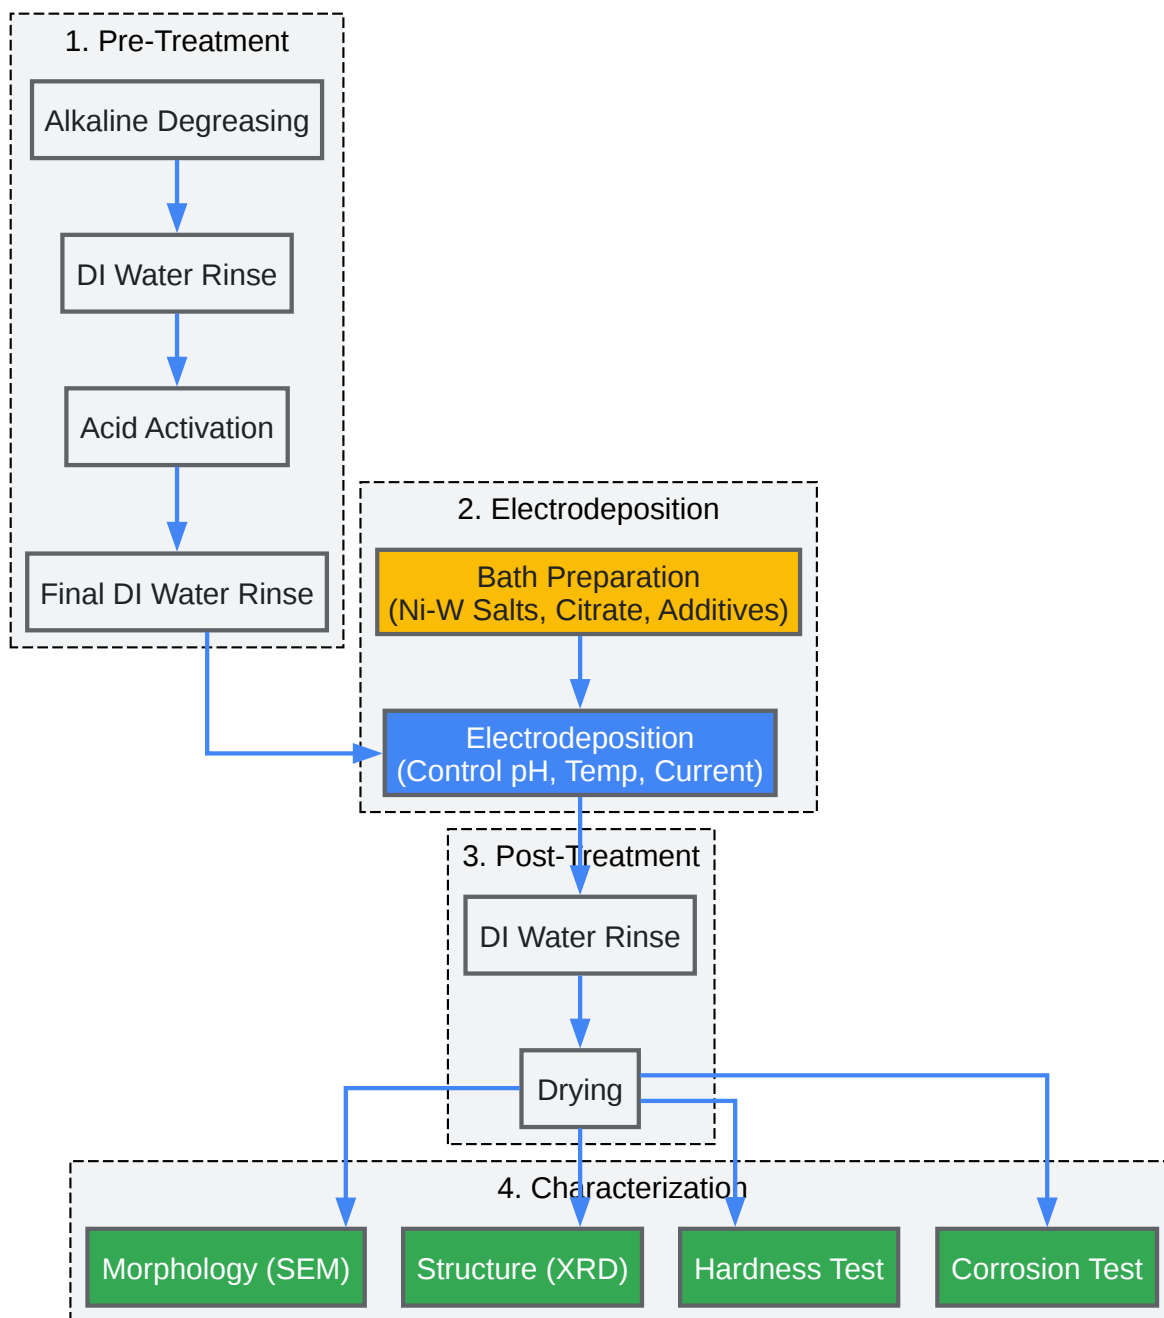 1. Pre-Treatment
Alkaline Degreasing
DI Water Rinse
Acid Activation
Final DI Water Rinse
2. Electrodeposition
Bath Preparation
(Ni-W Salts, Citrate, Additives)
Electrodeposition
(Control pH, Temp, Current)
3. Post-Treatment
DI Water Rinse
Drying
4. Characterization
Morphology (SEM)
Structure (XRD)
Hardness Test
Corrosion Test